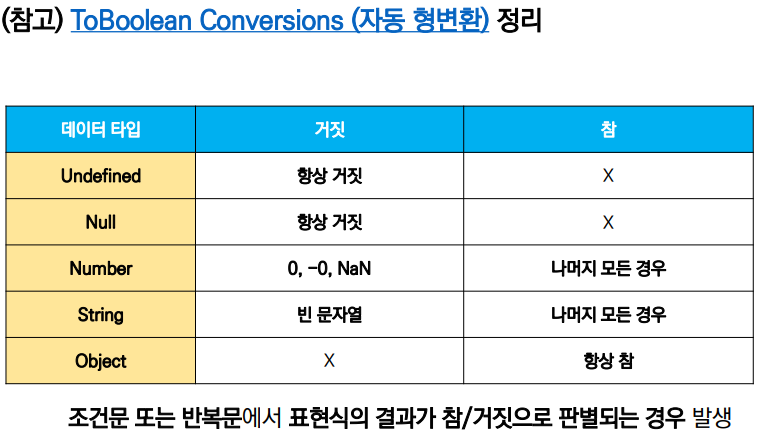 (참고) ToBoolean Conversions (자동 형변환) 정리
데이터 타입 거짓 참
Undefined 항상 거짓 X
Null 항상 거짓 X
Number 0, -0, NaN 나머지 모든 경우
String 빈 문자열 나머지 모든 경우
Object X 항상 참
조건문 또는 반복문에서 표현식의 결과가 참/거짓으로 판별되는 경우 발생